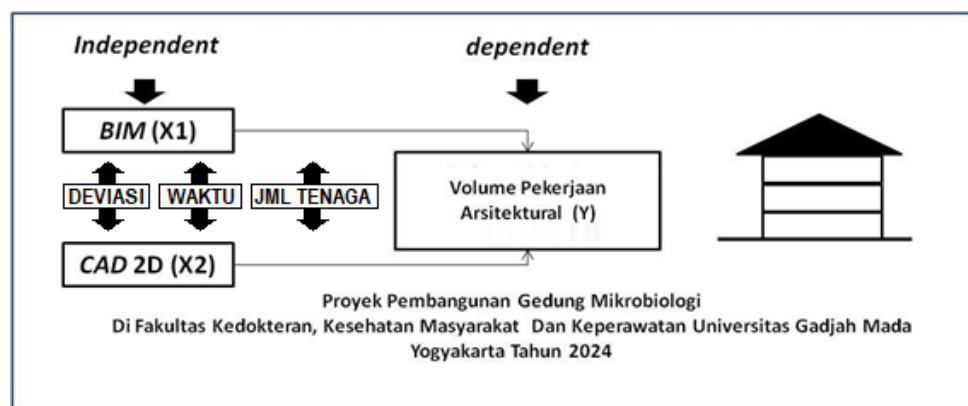 Independent
dependent
BIM (X1)
DEVIASI
WAKTU
JML TENAGA
Volume Pekerjaan
Arsitektural (Y)
CAD 2D (X2)
Proyek Pembangunan Gedung Mikrobiologi
Di Fakultas Kedokteran, Kesehatan Masyarakat Dan Keperawatan Universitas Gadjah Mada
Yogyakarta Tahun 2024